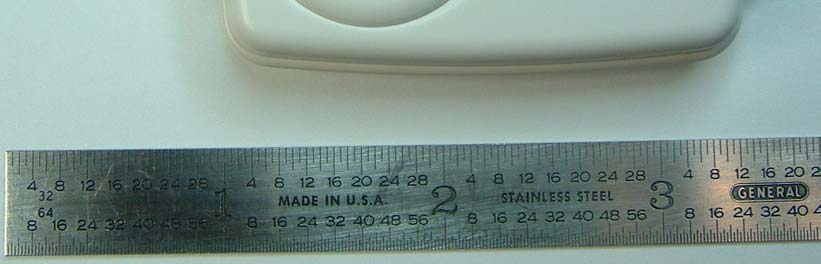 4 8 12 16 20 24 28 4 8 12 16 20 24 28 4 8 12 16 20 24 28 4 8 12 16 20
32 1 MADE IN U.S.A. 2 STAINLESS STEEL 3 GENERAL
64
8 16 24 32 40 48 56 8 16 24 32 40 48 56 8 16 24 32 40 48 56 8 16 24 32 40